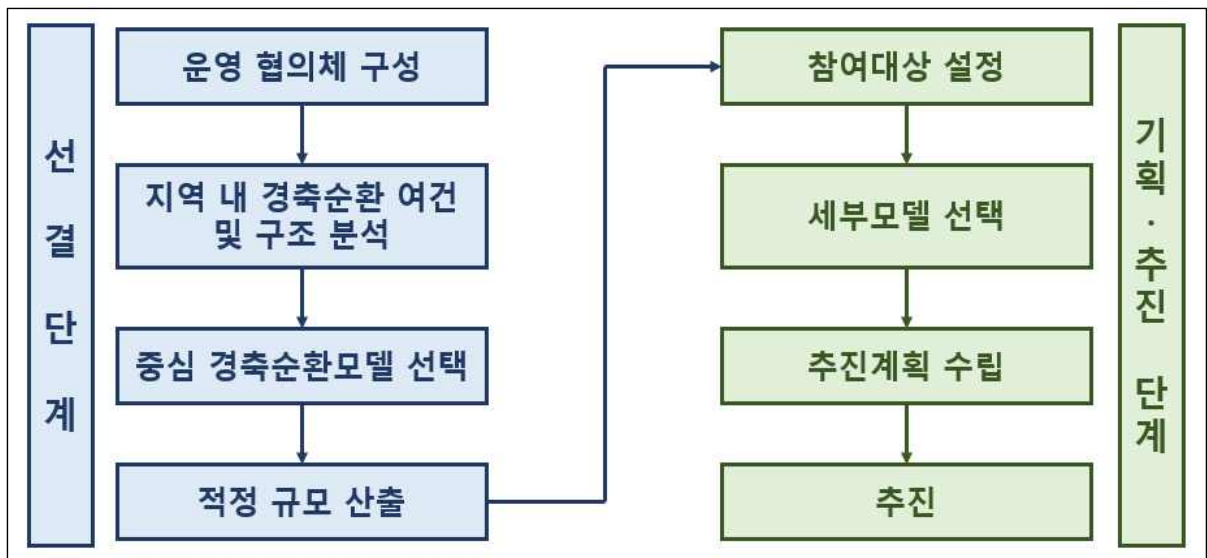 선결단계
운영 협의체 구성
지역 내 경축순환 여건
및 구조 분석
중심 경축순환모델 선택
적정 규모 산출
참여대상 설정
세부모델 선택
추진계획 수립
추진
기획·추진 단계